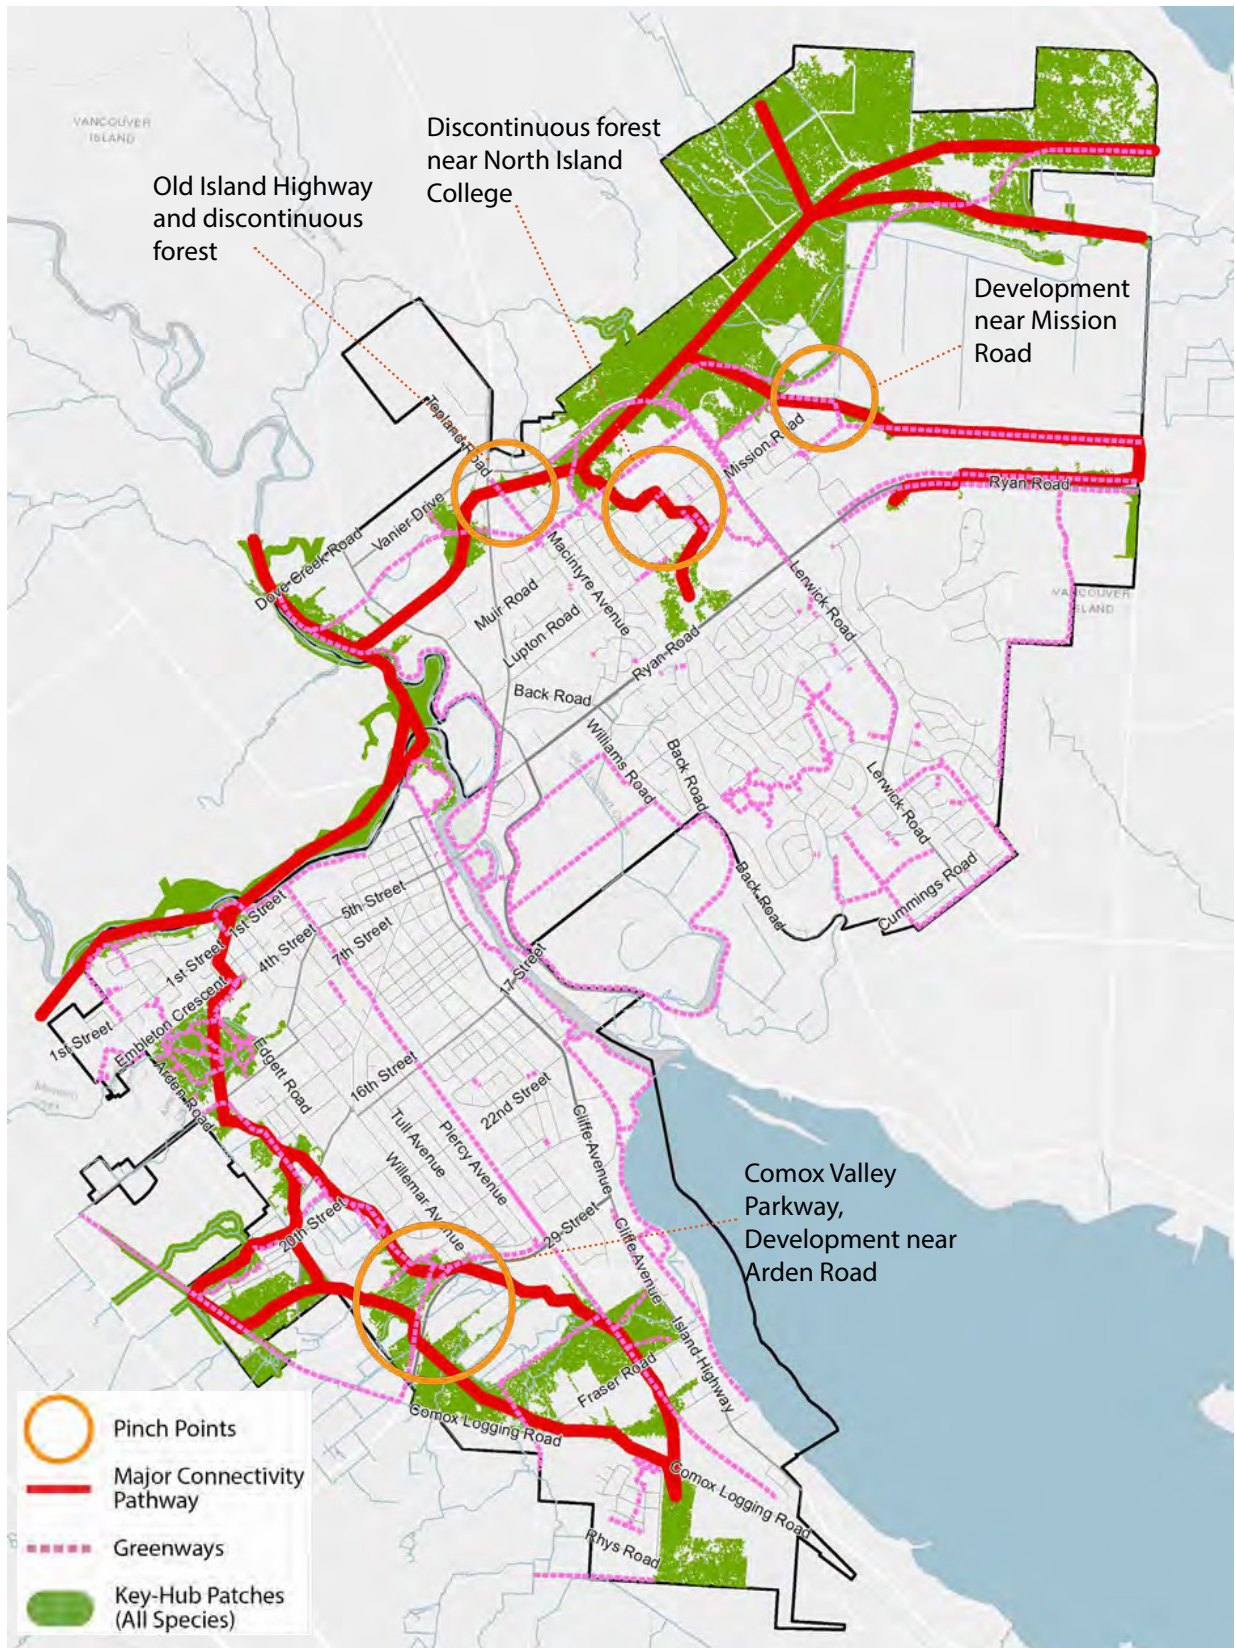 VANCOUVER
ISLAND
Discontinuous forest
near North Island
College
Old Island Highway
and discontinuous
forest
Development
near Mission
Road
Topland Road
Mission Road
Ryan Road
Vanier Drive
Dove Creek Road
Macintyre Avenue
Muir Road
Lupton Road
Lerwick Road
VANCOUVER
ISLAND
Ryan Road
Back Road
Williams Road
Back Road
Lerwick Road
Back Road
Cummings Road
5th Street
1st Street
4th Street
7th Street
1st Street
17 Street
Embleton Crescent
1st Street
Edgett Road
Arden Road
16th Street
22nd Street
Tull Avenue
Piercy Avenue
Cliffe Avenue
Willemar Avenue
20th Street
29 Street
Cliffe Avenue
Comox Valley
Parkway,
Development near
Arden Road
Island Highway
Fraser Road
Comox Logging Road
Comox Logging Road
Rhys Road
Pinch Points
Major Connectivity
Pathway
Greenways
Key-Hub Patches
(All Species)